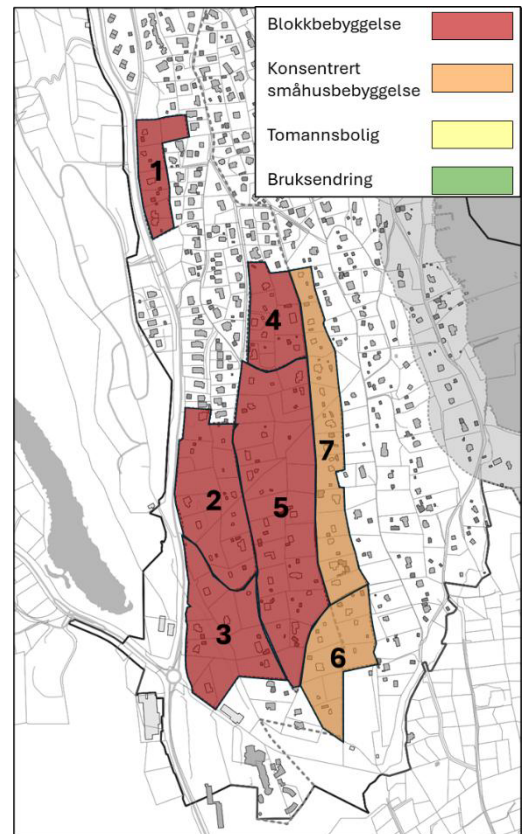 Blokkbebyggelse
Konsentrert
småhusbebyggelse
Tomannsbolig
Bruksendring
1
4
7
2
5
3
6